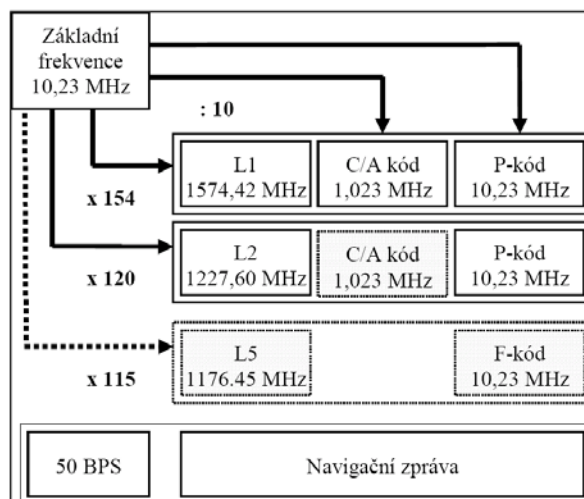 Základní
frekvence
10,23 MHz
: 10
L1
1574,42 MHz
C/A kód
1,023 MHz
P-kód
10,23 MHz
x 154
L2
1227,60 MHz
C/A kód
1,023 MHz
P-kód
10,23 MHz
x 120
L5
1176.45 MHz
F-kód
10,23 MHz
x 115
50 BPS
Navigační zpráva